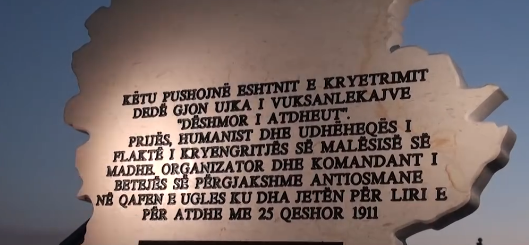 KËTU PUSHOJNË ESHTNIT E KRYETRIMIT
DEDË GJON UJKA I VUKSANLEKAJVE
"DËSHMOR I ATDHEUT".
PRIJËS, HUMANIST DHE UDHËHEQËS I
FLAKTË I KRYENGRITJËS SË MALËSISË SË
MADHE, ORGANIZATOR DHE KOMANDANT I
BETEJËS SË PËRGJAKSHME ANTIOSMANE
NË QAFEN E UGLES KU DHA JETËN PËR LIRI E
PËR ATDHE ME 25 QESHOR 1911